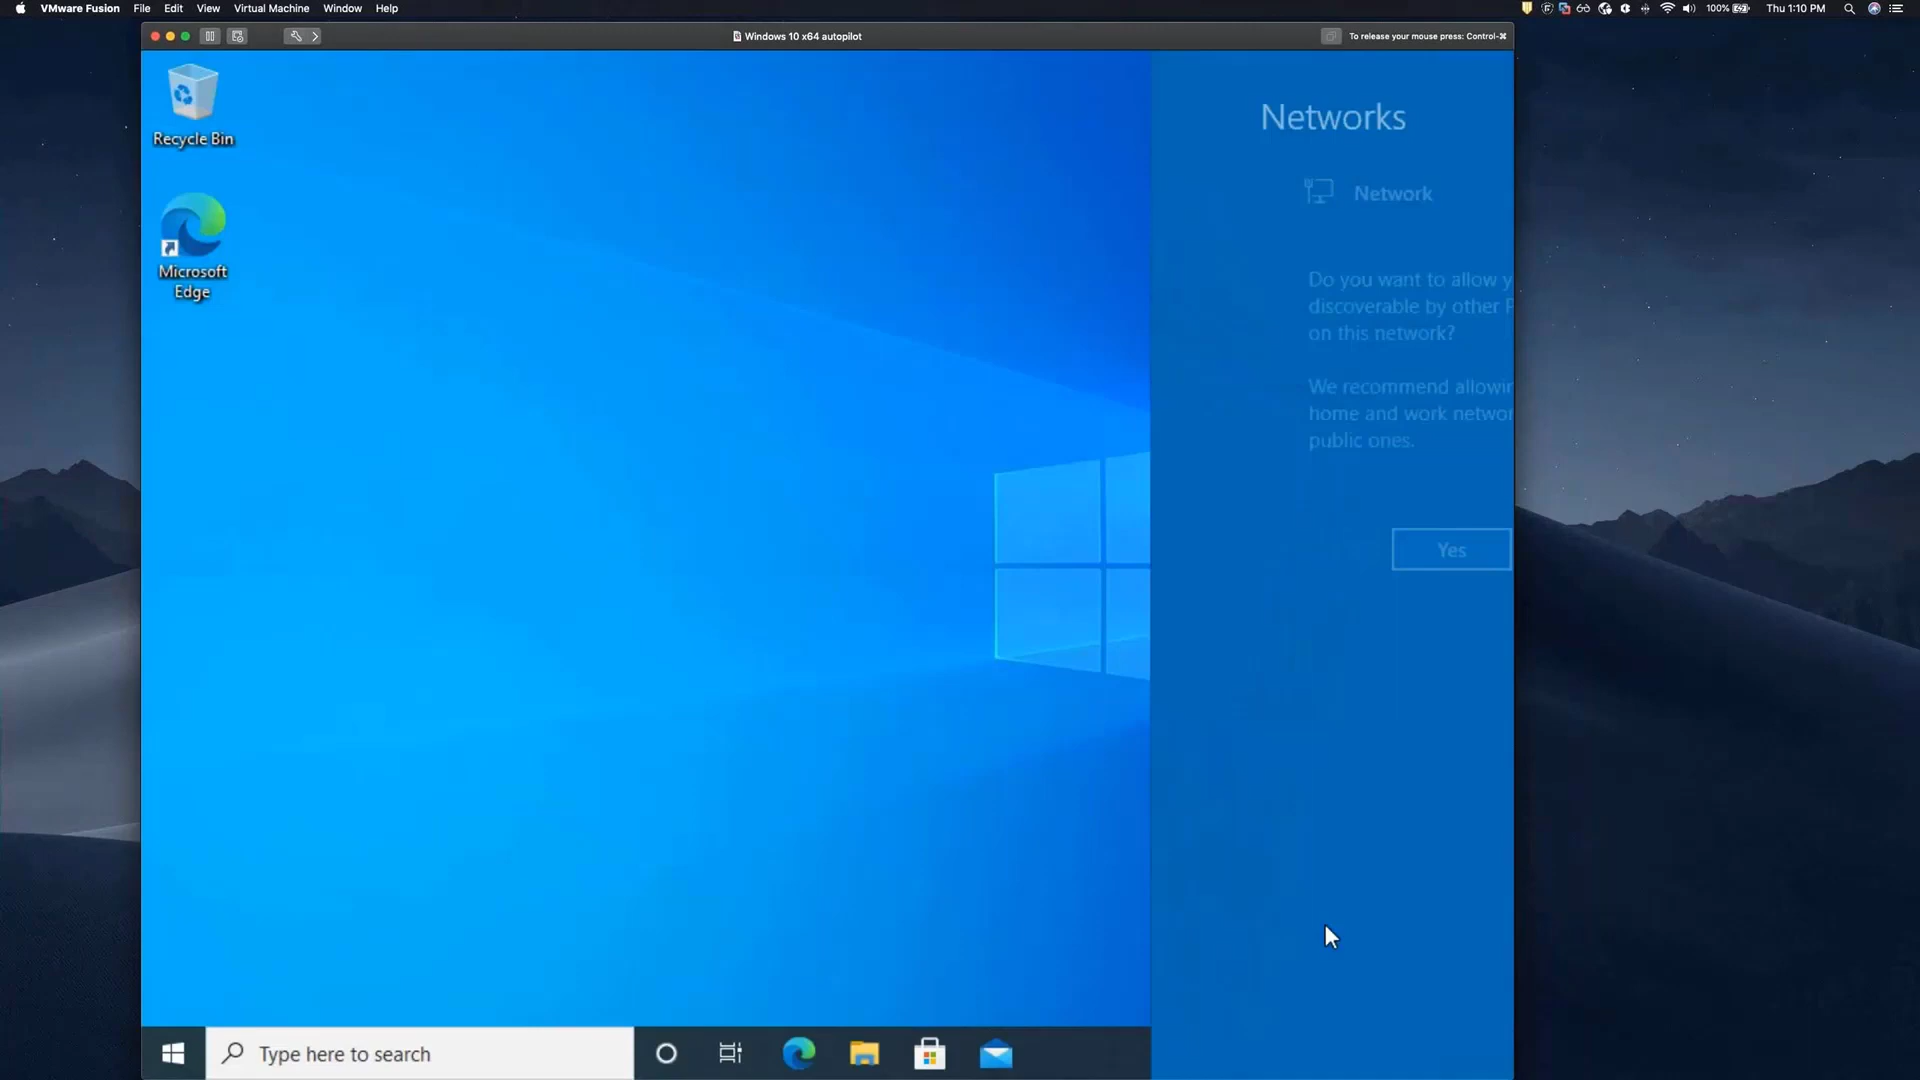 VMware Fusion File Edit View Virtual Machine Window Help
100% Thu 1:10 PM
Windows 10 x64 autopilot
To release your mouse press: Control-⌘
Recycle Bin
Microsoft
Edge
Networks
Network
Do you want to allow y
discoverable by other P
on this network?
We recommend allowin
home and work networ
public ones.
Yes
Type here to search